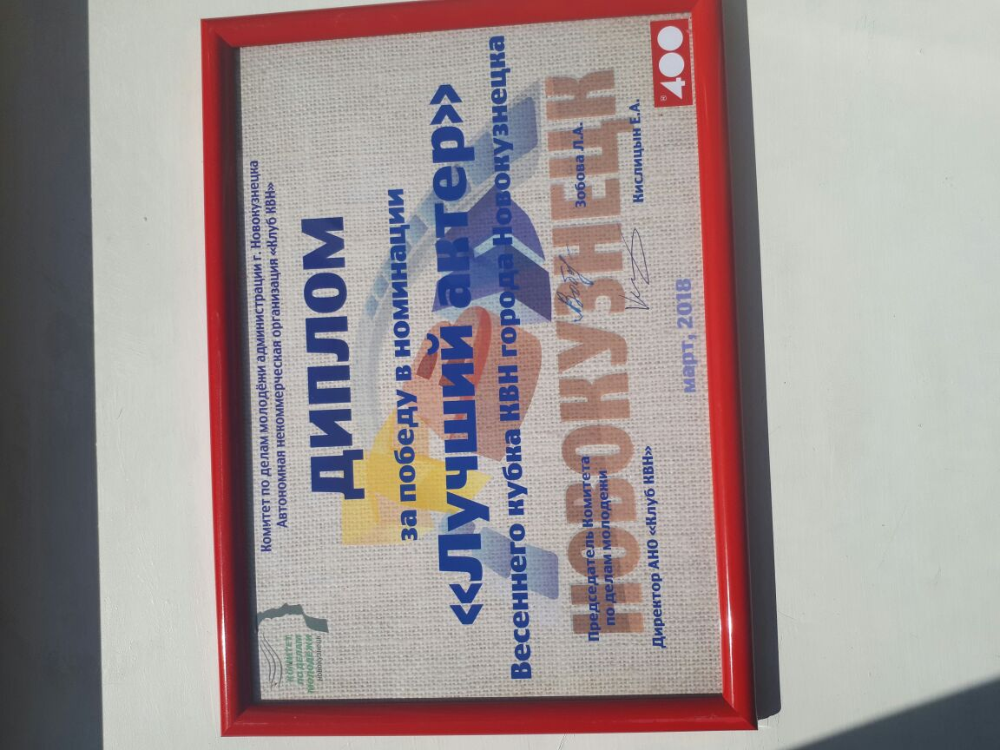 КОМИТЕТ
ПО ДЕЛАМ
МОЛОДЁЖИ
НОВОКУЗНЕЦК
Комитет по делам молодёжи администрации г. Новокузнецка
Автономная некоммерческая организация «Клуб КВН»
ДИПЛОМ
за победу в номинации
«Лучший актер»
Весеннего кубка КВН города Новокузнецка
НОВОКУЗНЕЦК
Председатель Комитета
по делам молодежи
Зобова Л.А.
Директор АНО «Клуб КВН»
Кислицын Е.А.
март, 2018
400